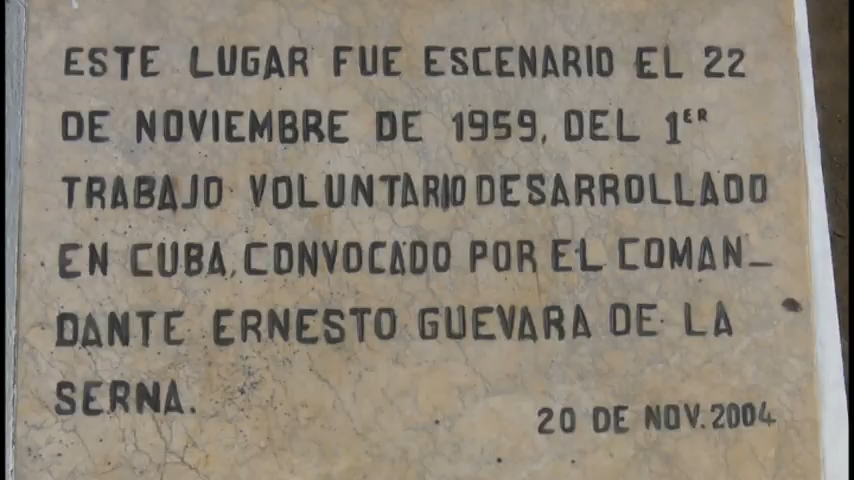 ESTE LUGAR FUE ESCENARIO EL 22
DE NOVIEMBRE DE 1959, DEL 1ER
TRABAJO VOLUNTARIO DESARROLLADO
EN CUBA, CONVOCADO POR EL COMAN_
DANTE ERNESTO GUEVARA DE LA
SERNA.
20 DE NOV. 2004